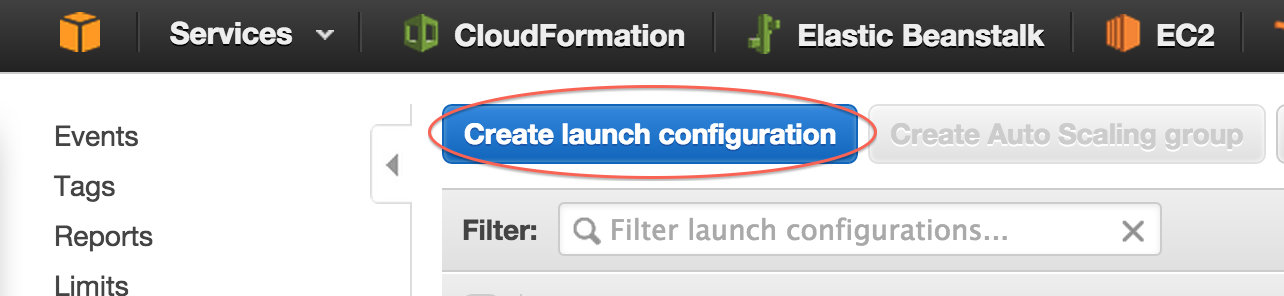 Services CloudFormation Elastic Beanstalk EC2
Events
Tags
Reports
Limits
Create launch configuration Create Auto Scaling group
Filter: Filter launch configurations...